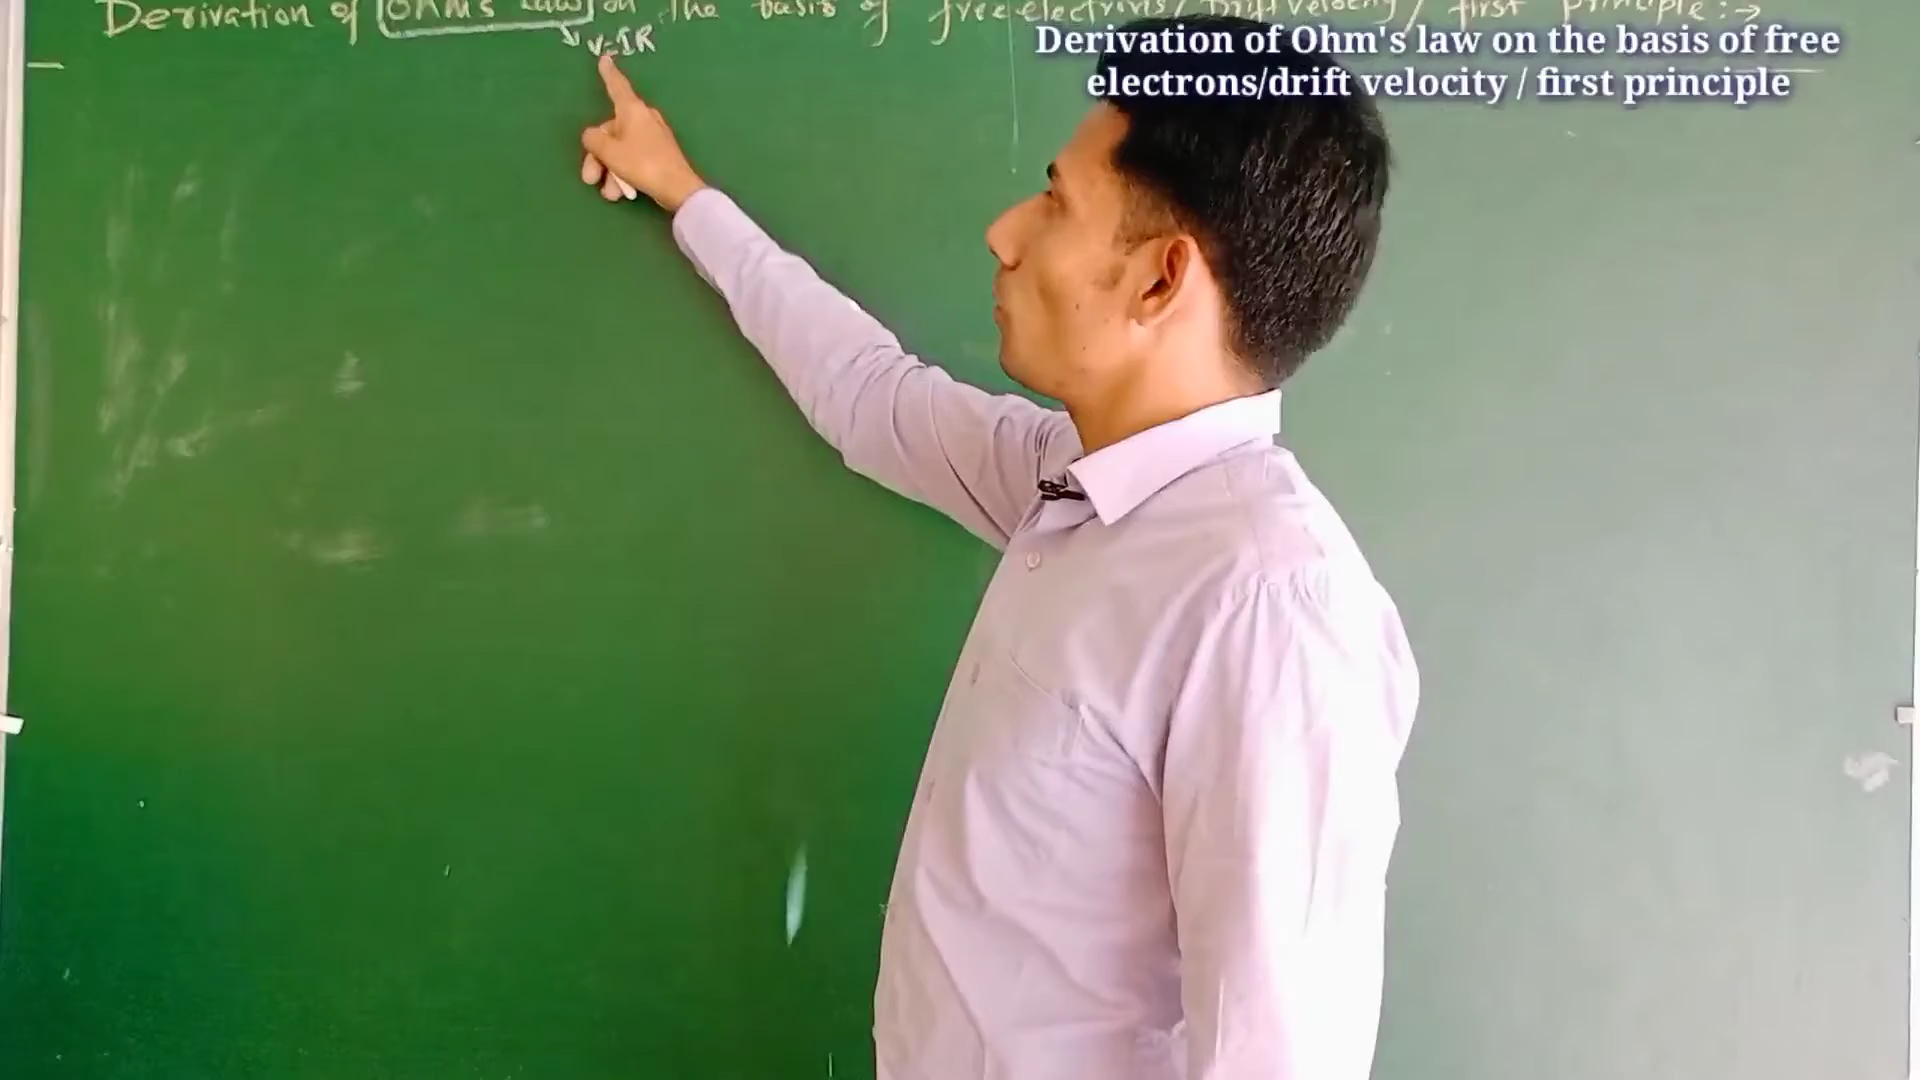 Derivation of Ohm's law on the basis of free electrons / Drift velocity / first principle :→
V=IR
Derivation of Ohm's law on the basis of free
electrons/drift velocity / first principle